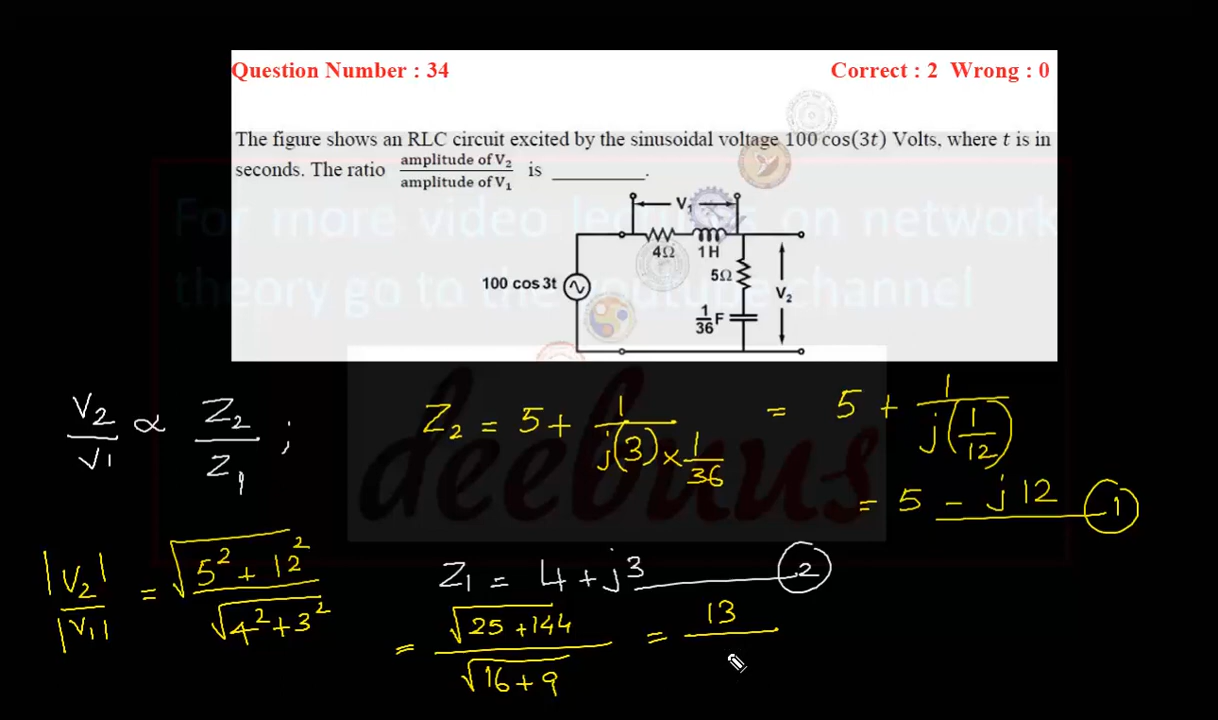 Question Number : 34 Correct : 2 Wrong : 0
The figure shows an RLC circuit excited by the sinusoidal voltage 100 cos(3t) Volts, where t is in
seconds. The ratio amplitude of V₂ / amplitude of V₁ is ________.
V₁
4Ω 1H
5Ω
100 cos 3t
V₂
1/36 F
For more video lectures on network
theory go to the youtube channel
deebuus
V₂/V₁ ∝ Z₂/Z₁ ;
Z₂ = 5 + 1/(j(3) × 1/36) = 5 + 1/(j(1/12))
= 5 - j12 ①
Z₁ = 4 + j3 ②
|V₂|/|V₁| = √(5² + 12²)/√(4² + 3²) = √(25 + 144)/√(16 + 9) = 13